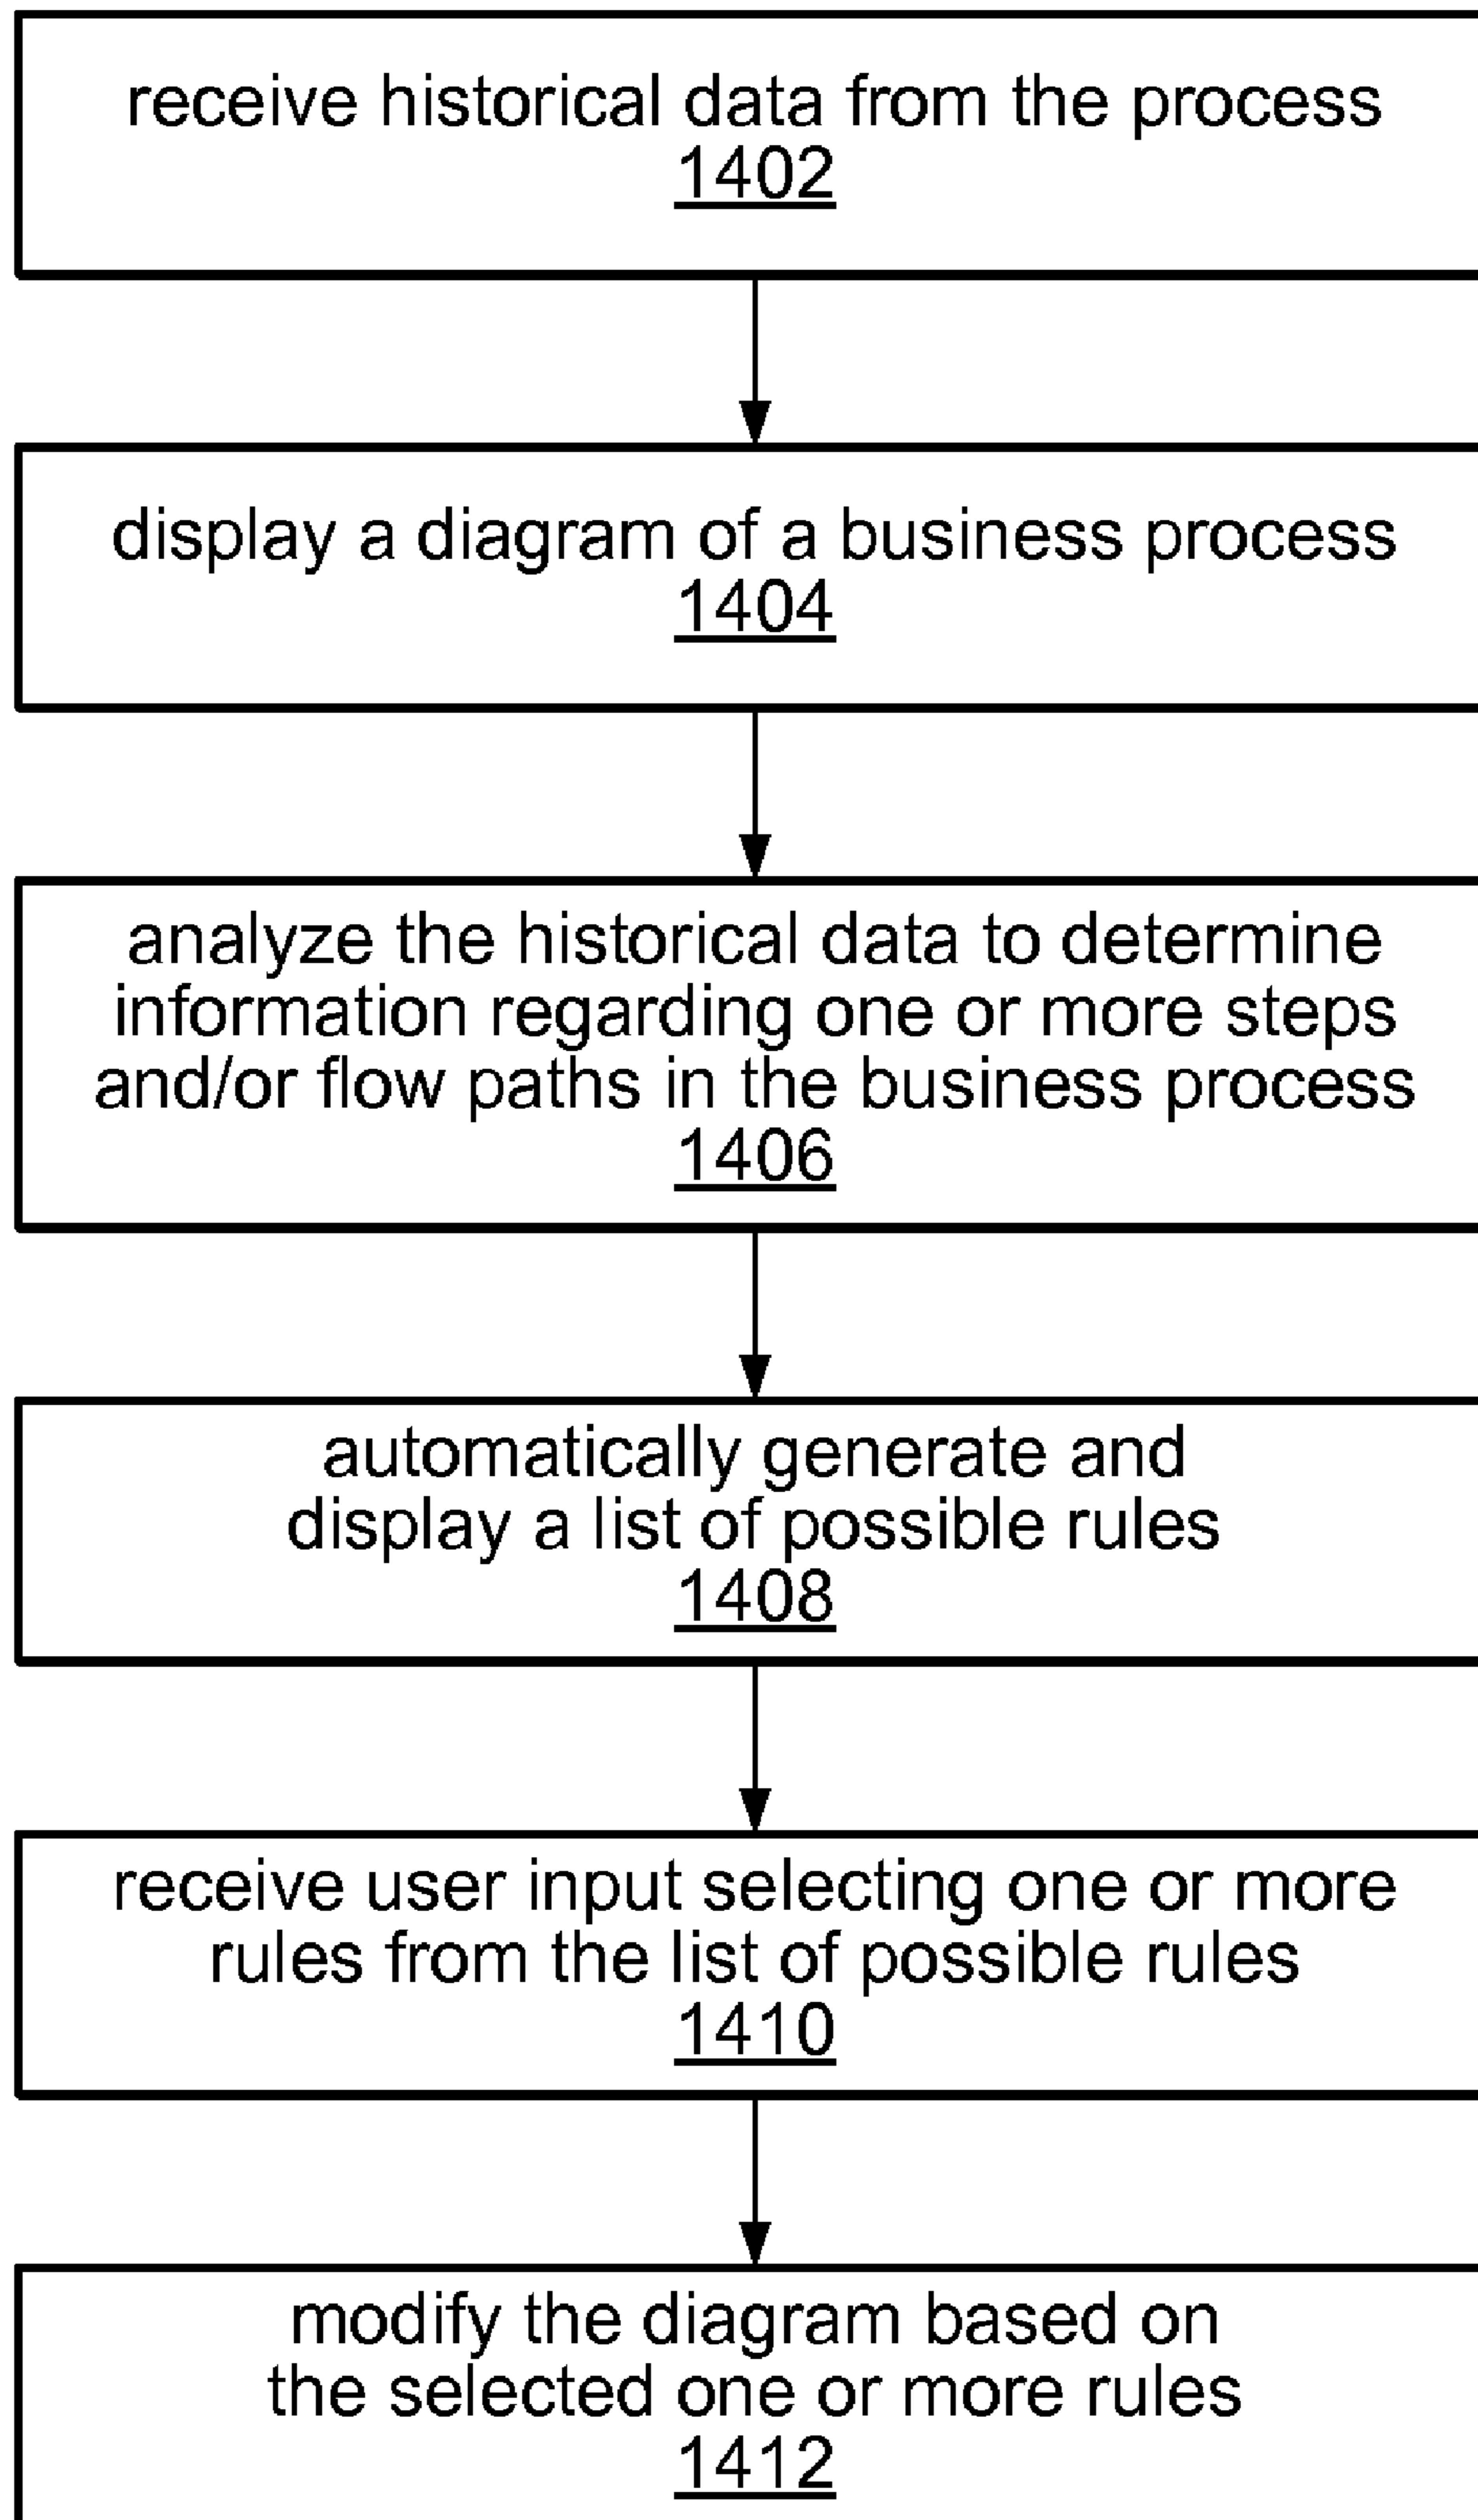 receive historical data from the process
1402
display a diagram of a business process
1404
analyze the historical data to determine
information regarding one or more steps
and/or flow paths in the business process
1406
automatically generate and
display a list of possible rules
1408
receive user input selecting one or more
rules from the list of possible rules
1410
modify the diagram based on
the selected one or more rules
1412